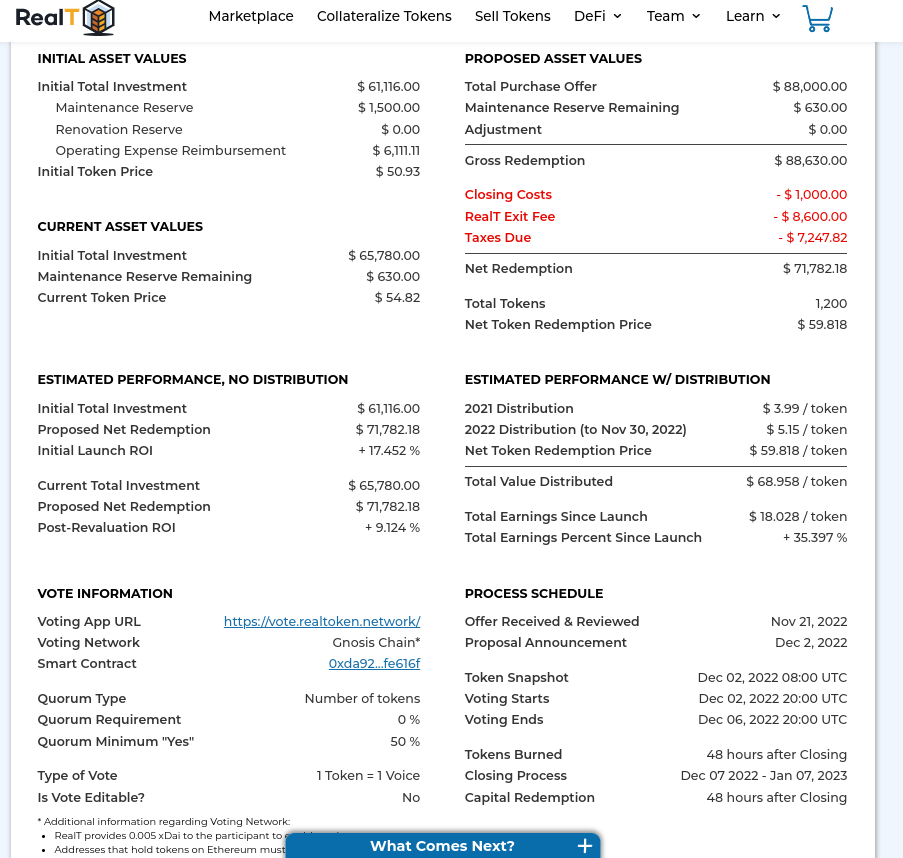 RealT
Marketplace Collateralize Tokens Sell Tokens DeFi Team Learn
INITIAL ASSET VALUES
Initial Total Investment $ 61,116.00
Maintenance Reserve $ 1,500.00
Renovation Reserve $ 0.00
Operating Expense Reimbursement $ 6,111.11
Initial Token Price $ 50.93
CURRENT ASSET VALUES
Initial Total Investment $ 65,780.00
Maintenance Reserve Remaining $ 630.00
Current Token Price $ 54.82
PROPOSED ASSET VALUES
Total Purchase Offer $ 88,000.00
Maintenance Reserve Remaining $ 630.00
Adjustment $ 0.00
Gross Redemption $ 88,630.00
Closing Costs - $ 1,000.00
RealT Exit Fee - $ 8,600.00
Taxes Due - $ 7,247.82
Net Redemption $ 71,782.18
Total Tokens 1,200
Net Token Redemption Price $ 59.818
ESTIMATED PERFORMANCE, NO DISTRIBUTION
Initial Total Investment $ 61,116.00
Proposed Net Redemption $ 71,782.18
Initial Launch ROI + 17.452 %
Current Total Investment $ 65,780.00
Proposed Net Redemption $ 71,782.18
Post-Revaluation ROI + 9.124 %
ESTIMATED PERFORMANCE W/ DISTRIBUTION
2021 Distribution $ 3.99 / token
2022 Distribution (to Nov 30, 2022) $ 5.15 / token
Net Token Redemption Price $ 59.818 / token
Total Value Distributed $ 68.958 / token
Total Earnings Since Launch $ 18.028 / token
Total Earnings Percent Since Launch + 35.397 %
VOTE INFORMATION
Voting App URL https://vote.realtoken.network/
Voting Network Gnosis Chain*
Smart Contract 0xda92...fe616f
Quorum Type Number of tokens
Quorum Requirement 0 %
Quorum Minimum "Yes" 50 %
Type of Vote 1 Token = 1 Voice
Is Vote Editable? No
* Additional information regarding Voting Network:
• RealT provides 0.005 xDai to the participant to
• Addresses that hold tokens on Ethereum must
PROCESS SCHEDULE
Offer Received & Reviewed Nov 21, 2022
Proposal Announcement Dec 2, 2022
Token Snapshot Dec 02, 2022 08:00 UTC
Voting Starts Dec 02, 2022 20:00 UTC
Voting Ends Dec 06, 2022 20:00 UTC
Tokens Burned 48 hours after Closing
Closing Process Dec 07 2022 - Jan 07, 2023
Capital Redemption 48 hours after Closing
What Comes Next? +